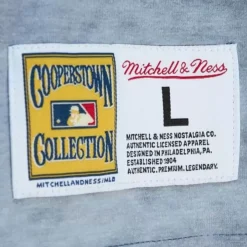 COOPERSTOWN
COLLECTION
MITCHELLANDNESS/MLB
Mitchell & Ness
L
MITCHELL & NESS NOSTALGIA CO.
AUTHENTIC LICENSED APPAREL
DESIGNED IN PHILADELPHIA, PA.
ESTABLISHED 1904
AUTHENTIC. PREMIUM. LEGENDARY.